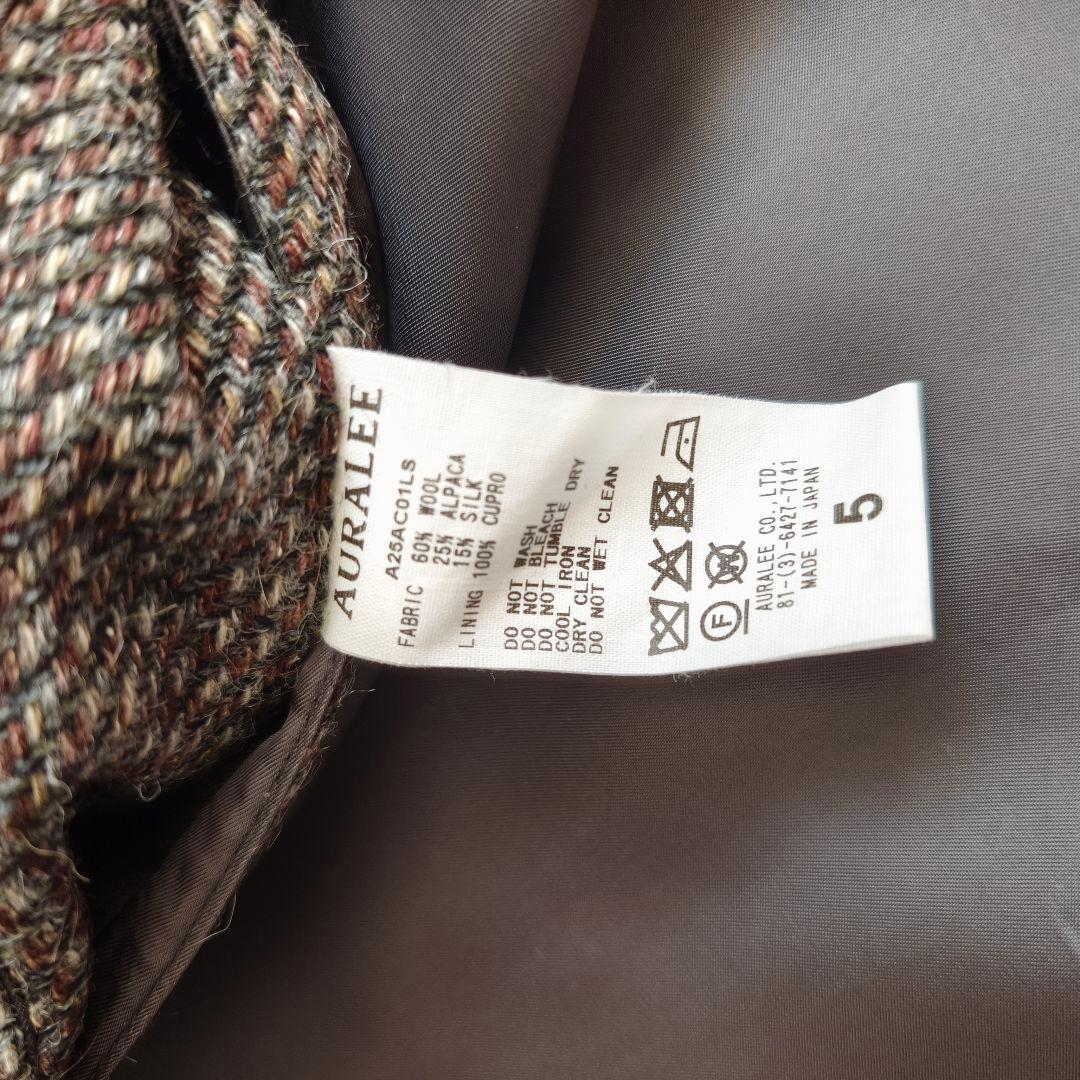 AURALEE
A25AC01LS
FABRIC 60% WOOL
25% ALPACA
15% SILK
LINING 100% CUPRO
DO NOT WASH
DO NOT BLEACH
DO NOT TUMBLE DRY
COOL IRON
DRY CLEAN
DO NOT WET CLEAN
F
AURALEE CO.,LTD.
81-(3)-6427-7141
MADE IN JAPAN
5